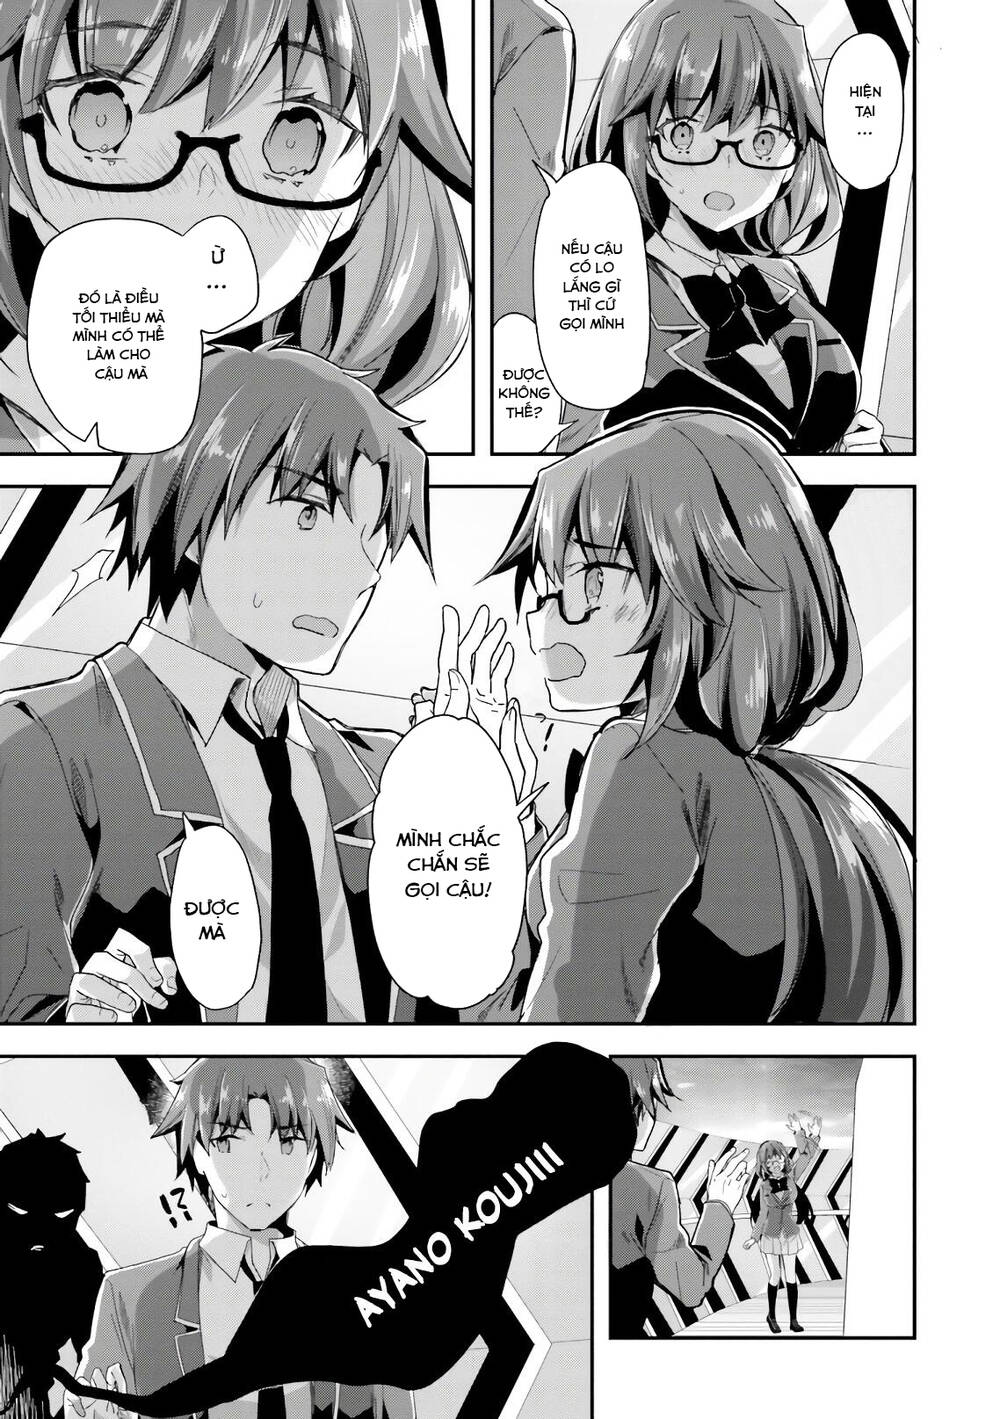 HIỆN
TẠI
...
NẾU CẬU
CÓ LO
LẮNG GÌ
THÌ CỨ
GỌI MÌNH
ĐƯỢC
KHÔNG
THẾ?
Ừ
...
ĐÓ LÀ ĐIỀU
TỐI THIỂU MÀ
MÌNH CÓ THỂ
LÀM CHO
CẬU MÀ
MÌNH CHẮC
CHẮN SẼ
GỌI CẬU!
ĐƯỢC
MÀ
AYANO KOUJIIII
!?